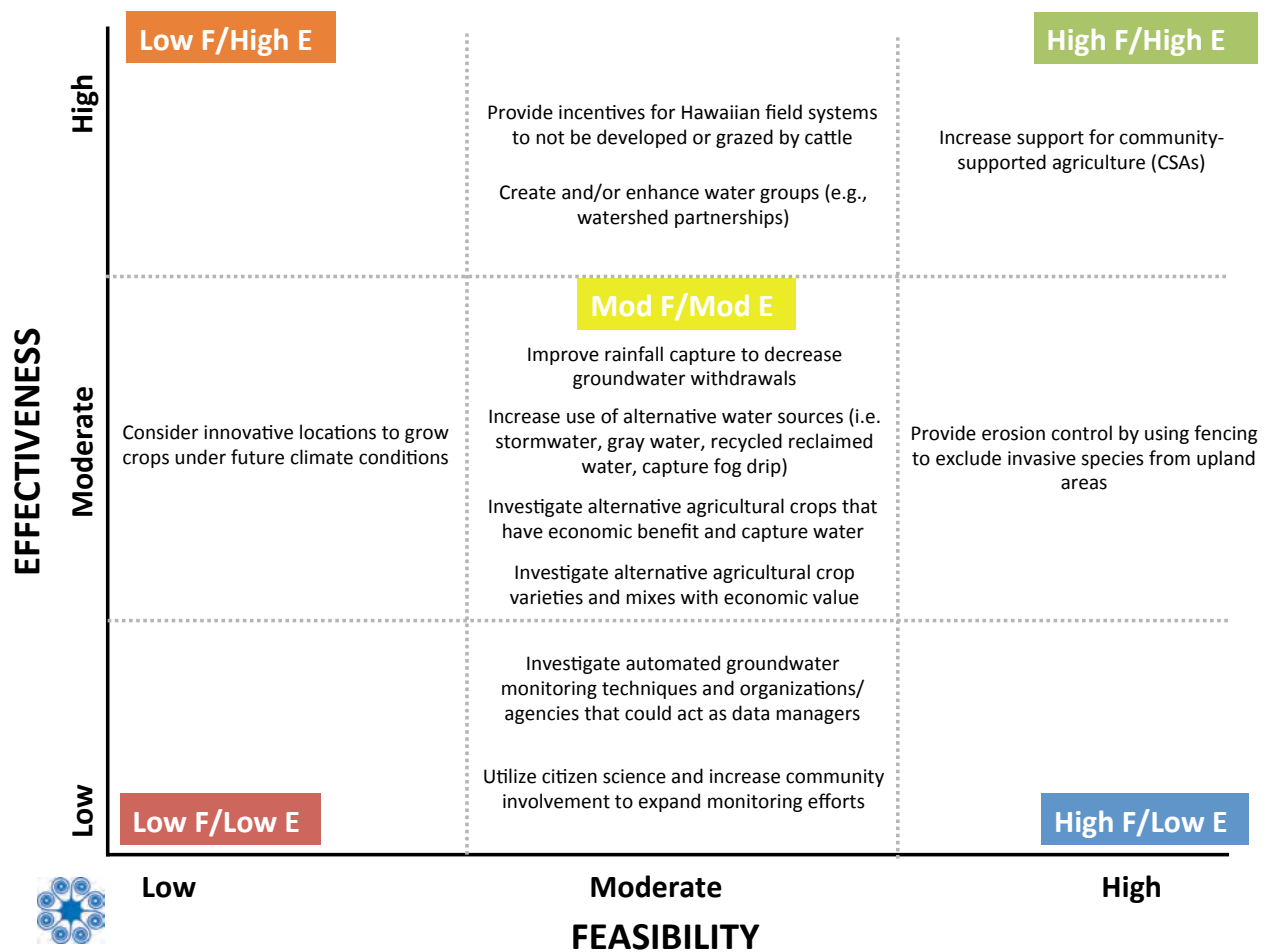 Low F/High E
High F/High E
High
Provide incentives for Hawaiian field systems
to not be developed or grazed by cattle
Create and/or enhance water groups (e.g.,
watershed partnerships)
Increase support for community-
supported agriculture (CSAs)
EFFECTIVENESS
Moderate
Consider innovative locations to grow
crops under future climate conditions
Mod F/Mod E
Improve rainfall capture to decrease
groundwater withdrawals
Increase use of alternative water sources (i.e.
stormwater, gray water, recycled reclaimed
water, capture fog drip)
Investigate alternative agricultural crops that
have economic benefit and capture water
Investigate alternative agricultural crop
varieties and mixes with economic value
Provide erosion control by using fencing
to exclude invasive species from upland
areas
Low
Investigate automated groundwater
monitoring techniques and organizations/
agencies that could act as data managers
Utilize citizen science and increase community
involvement to expand monitoring efforts
Low F/Low E
High F/Low E
Low
Moderate
High
FEASIBILITY